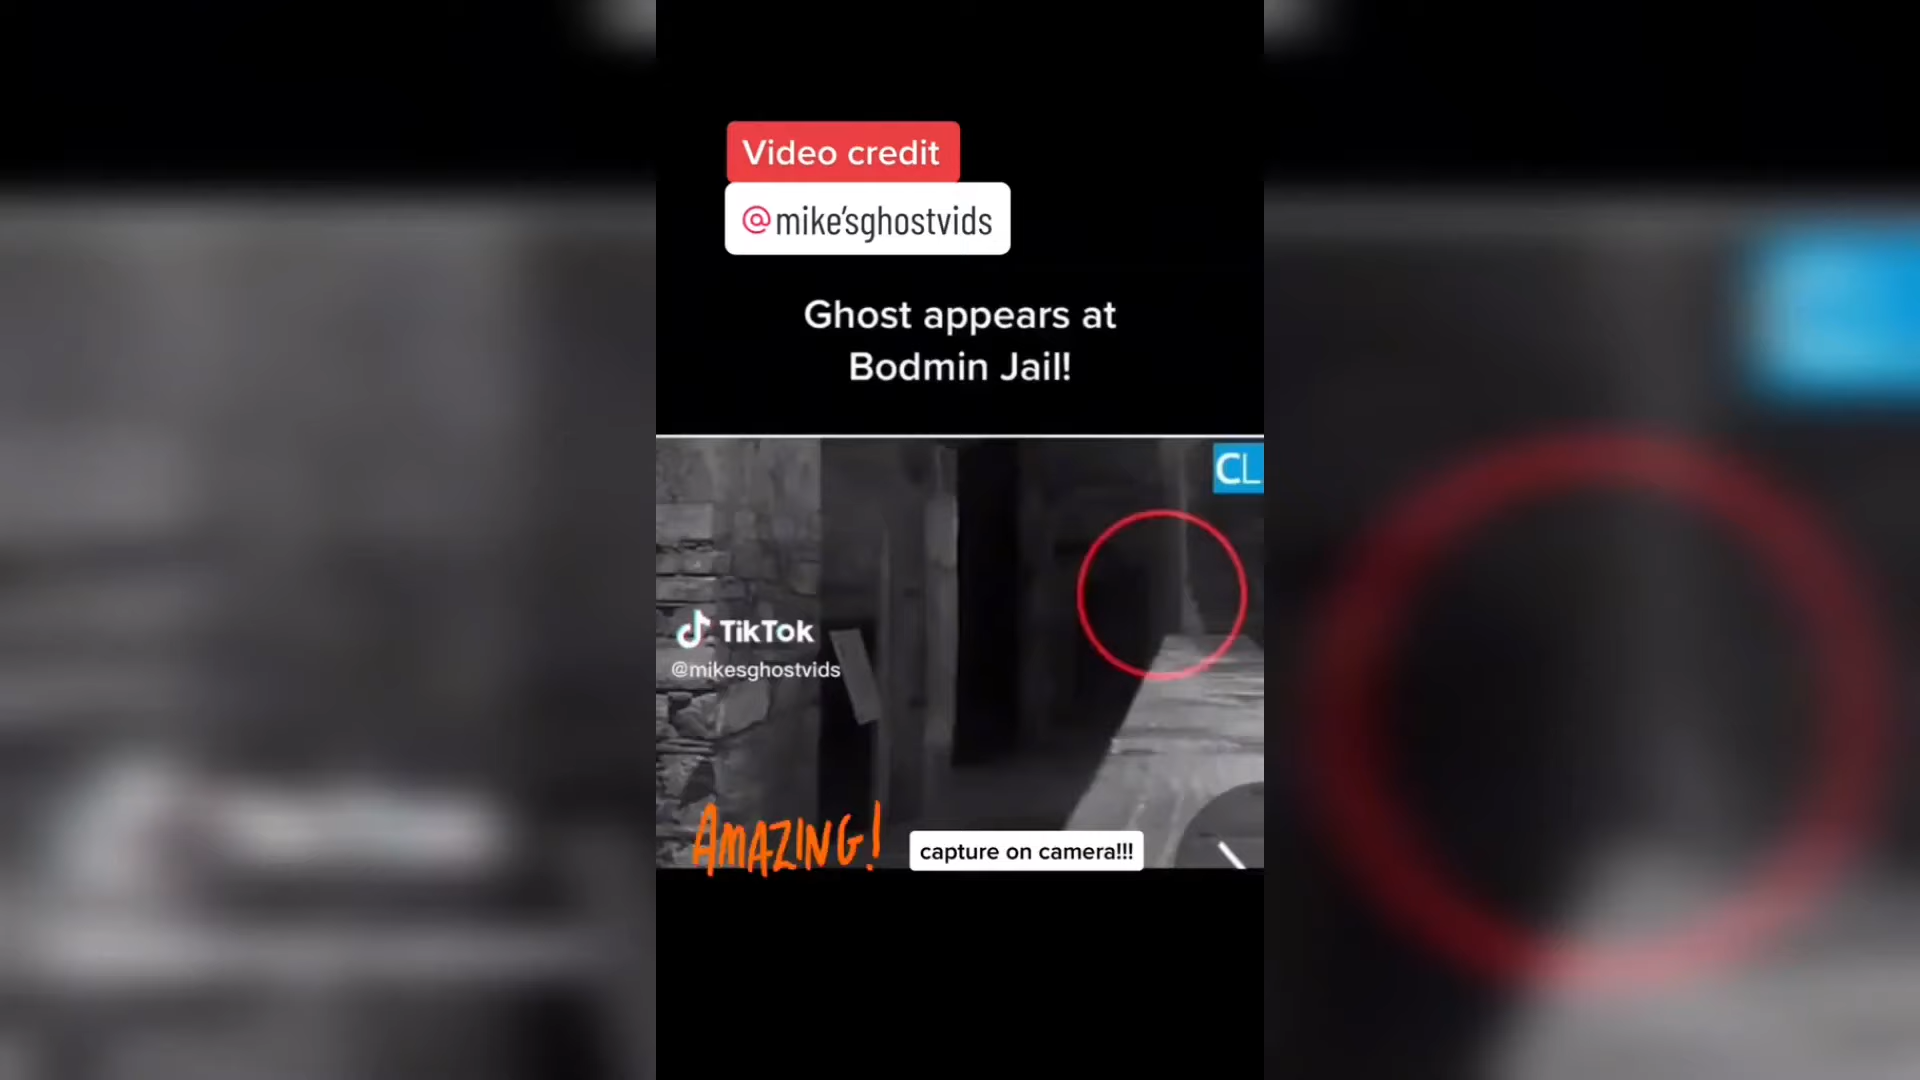 Video credit
@mike'sghostvids
Ghost appears at
Bodmin Jail!
CL
TikTok
@mikesghostvids
AMAZING!
capture on camera!!!